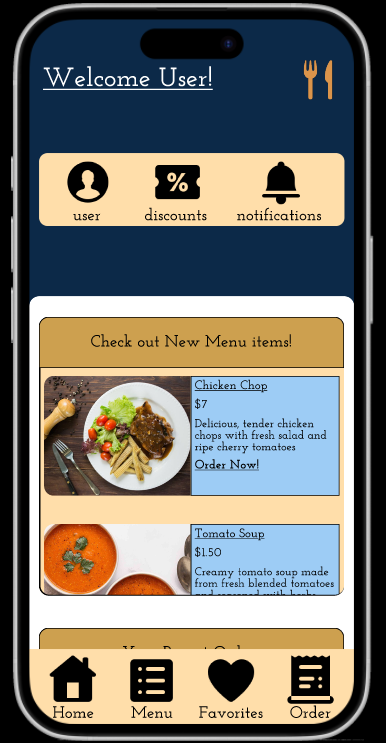 Welcome User!
%
user
discounts
notifications
Check out New Menu items!
Chicken Chop
$7
Delicious, tender chicken
chops with fresh salad and
ripe cherry tomatoes
Order Now!
Tomato Soup
$1.50
Creamy tomato soup made
from fresh blended tomatoes
Home
Menu
Favorites
Order